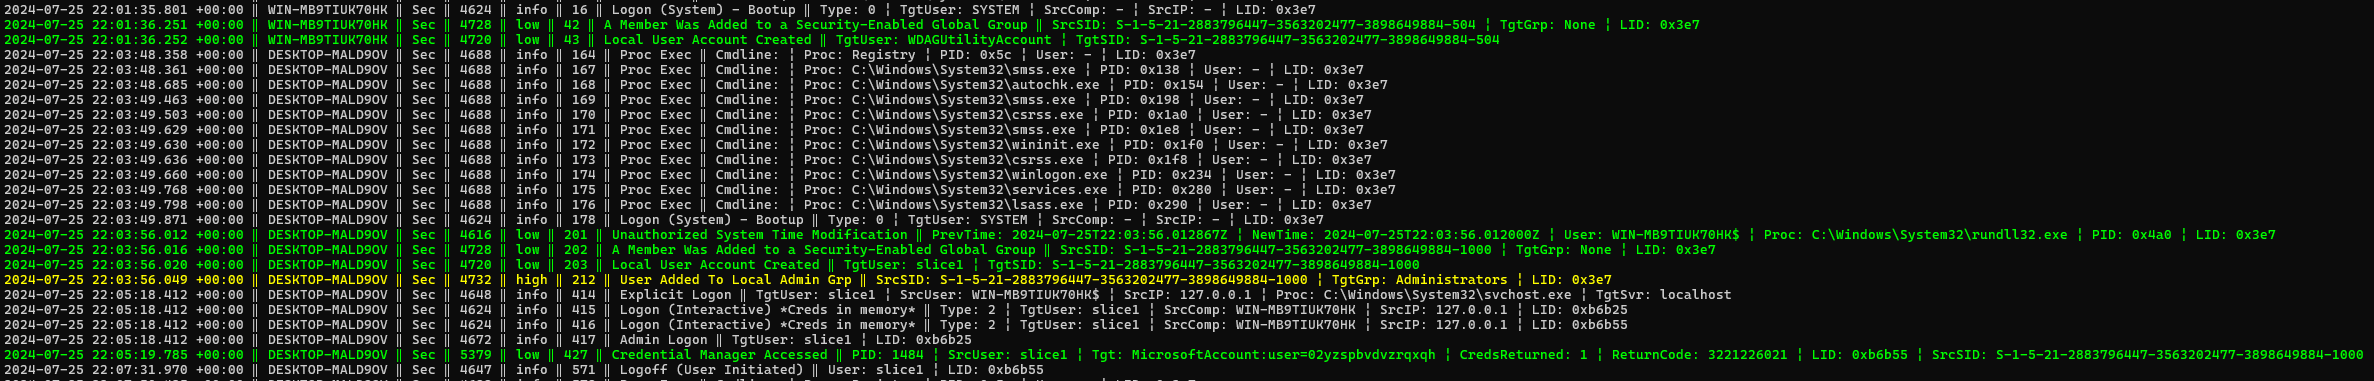 2024-07-25 22:01:35.801 +00:00 ‖ WIN-MB9TIUK70HK ‖ Sec ‖ 4624 ‖ info ‖ 16 ‖ Logon (System) - Bootup ‖ Type: 0 ¦ TgtUser: SYSTEM ¦ SrcComp: - ¦ SrcIP: - ¦ LID: 0x3e7
2024-07-25 22:01:36.251 +00:00 ‖ WIN-MB9TIUK70HK ‖ Sec ‖ 4728 ‖ low ‖ 42 ‖ A Member Was Added to a Security-Enabled Global Group ‖ SrcSID: S-1-5-21-2883796447-3563202477-3898649884-504 ¦ TgtGrp: None ¦ LID: 0x3e7
2024-07-25 22:01:36.252 +00:00 ‖ WIN-MB9TIUK70HK ‖ Sec ‖ 4720 ‖ low ‖ 43 ‖ Local User Account Created ‖ TgtUser: WDAGUtilityAccount ¦ TgtSID: S-1-5-21-2883796447-3563202477-3898649884-504
2024-07-25 22:03:48.358 +00:00 ‖ DESKTOP-MALD9OV ‖ Sec ‖ 4688 ‖ info ‖ 164 ‖ Proc Exec ‖ Cmdline: ¦ Proc: Registry ¦ PID: 0x5c ¦ User: - ¦ LID: 0x3e7
2024-07-25 22:03:48.361 +00:00 ‖ DESKTOP-MALD9OV ‖ Sec ‖ 4688 ‖ info ‖ 167 ‖ Proc Exec ‖ Cmdline: ¦ Proc: C:\Windows\System32\smss.exe ¦ PID: 0x138 ¦ User: - ¦ LID: 0x3e7
2024-07-25 22:03:48.685 +00:00 ‖ DESKTOP-MALD9OV ‖ Sec ‖ 4688 ‖ info ‖ 168 ‖ Proc Exec ‖ Cmdline: ¦ Proc: C:\Windows\System32\autochk.exe ¦ PID: 0x154 ¦ User: - ¦ LID: 0x3e7
2024-07-25 22:03:49.463 +00:00 ‖ DESKTOP-MALD9OV ‖ Sec ‖ 4688 ‖ info ‖ 169 ‖ Proc Exec ‖ Cmdline: ¦ Proc: C:\Windows\System32\smss.exe ¦ PID: 0x198 ¦ User: - ¦ LID: 0x3e7
2024-07-25 22:03:49.503 +00:00 ‖ DESKTOP-MALD9OV ‖ Sec ‖ 4688 ‖ info ‖ 170 ‖ Proc Exec ‖ Cmdline: ¦ Proc: C:\Windows\System32\csrss.exe ¦ PID: 0x1a0 ¦ User: - ¦ LID: 0x3e7
2024-07-25 22:03:49.629 +00:00 ‖ DESKTOP-MALD9OV ‖ Sec ‖ 4688 ‖ info ‖ 171 ‖ Proc Exec ‖ Cmdline: ¦ Proc: C:\Windows\System32\smss.exe ¦ PID: 0x1e8 ¦ User: - ¦ LID: 0x3e7
2024-07-25 22:03:49.630 +00:00 ‖ DESKTOP-MALD9OV ‖ Sec ‖ 4688 ‖ info ‖ 172 ‖ Proc Exec ‖ Cmdline: ¦ Proc: C:\Windows\System32\wininit.exe ¦ PID: 0x1f0 ¦ User: - ¦ LID: 0x3e7
2024-07-25 22:03:49.636 +00:00 ‖ DESKTOP-MALD9OV ‖ Sec ‖ 4688 ‖ info ‖ 173 ‖ Proc Exec ‖ Cmdline: ¦ Proc: C:\Windows\System32\csrss.exe ¦ PID: 0x1f8 ¦ User: - ¦ LID: 0x3e7
2024-07-25 22:03:49.660 +00:00 ‖ DESKTOP-MALD9OV ‖ Sec ‖ 4688 ‖ info ‖ 174 ‖ Proc Exec ‖ Cmdline: ¦ Proc: C:\Windows\System32\winlogon.exe ¦ PID: 0x234 ¦ User: - ¦ LID: 0x3e7
2024-07-25 22:03:49.768 +00:00 ‖ DESKTOP-MALD9OV ‖ Sec ‖ 4688 ‖ info ‖ 175 ‖ Proc Exec ‖ Cmdline: ¦ Proc: C:\Windows\System32\services.exe ¦ PID: 0x280 ¦ User: - ¦ LID: 0x3e7
2024-07-25 22:03:49.798 +00:00 ‖ DESKTOP-MALD9OV ‖ Sec ‖ 4688 ‖ info ‖ 176 ‖ Proc Exec ‖ Cmdline: ¦ Proc: C:\Windows\System32\lsass.exe ¦ PID: 0x290 ¦ User: - ¦ LID: 0x3e7
2024-07-25 22:03:49.871 +00:00 ‖ DESKTOP-MALD9OV ‖ Sec ‖ 4624 ‖ info ‖ 178 ‖ Logon (System) - Bootup ‖ Type: 0 ¦ TgtUser: SYSTEM ¦ SrcComp: - ¦ SrcIP: - ¦ LID: 0x3e7
2024-07-25 22:03:56.012 +00:00 ‖ DESKTOP-MALD9OV ‖ Sec ‖ 4616 ‖ low ‖ 201 ‖ Unauthorized System Time Modification ‖ PrevTime: 2024-07-25T22:03:56.012867Z ¦ NewTime: 2024-07-25T22:03:56.012000Z ¦ User: WIN-MB9TIUK70HK$ ¦ Proc: C:\Windows\System32\rundll32.exe ¦ PID: 0x4a0 ¦ LID: 0x3e7
2024-07-25 22:03:56.016 +00:00 ‖ DESKTOP-MALD9OV ‖ Sec ‖ 4728 ‖ low ‖ 202 ‖ A Member Was Added to a Security-Enabled Global Group ‖ SrcSID: S-1-5-21-2883796447-3563202477-3898649884-1000 ¦ TgtGrp: None ¦ LID: 0x3e7
2024-07-25 22:03:56.020 +00:00 ‖ DESKTOP-MALD9OV ‖ Sec ‖ 4720 ‖ low ‖ 203 ‖ Local User Account Created ‖ TgtUser: slice1 ¦ TgtSID: S-1-5-21-2883796447-3563202477-3898649884-1000
2024-07-25 22:03:56.049 +00:00 ‖ DESKTOP-MALD9OV ‖ Sec ‖ 4732 ‖ high ‖ 212 ‖ User Added To Local Admin Grp ‖ SrcSID: S-1-5-21-2883796447-3563202477-3898649884-1000 ¦ TgtGrp: Administrators ¦ LID: 0x3e7
2024-07-25 22:05:18.412 +00:00 ‖ DESKTOP-MALD9OV ‖ Sec ‖ 4648 ‖ info ‖ 414 ‖ Explicit Logon ‖ TgtUser: slice1 ¦ SrcUser: WIN-MB9TIUK70HK$ ¦ SrcIP: 127.0.0.1 ¦ Proc: C:\Windows\System32\svchost.exe ¦ TgtSvr: localhost
2024-07-25 22:05:18.412 +00:00 ‖ DESKTOP-MALD9OV ‖ Sec ‖ 4624 ‖ info ‖ 415 ‖ Logon (Interactive) *Creds in memory* ‖ Type: 2 ¦ TgtUser: slice1 ¦ SrcComp: WIN-MB9TIUK70HK ¦ SrcIP: 127.0.0.1 ¦ LID: 0xb6b25
2024-07-25 22:05:18.412 +00:00 ‖ DESKTOP-MALD9OV ‖ Sec ‖ 4624 ‖ info ‖ 416 ‖ Logon (Interactive) *Creds in memory* ‖ Type: 2 ¦ TgtUser: slice1 ¦ SrcComp: WIN-MB9TIUK70HK ¦ SrcIP: 127.0.0.1 ¦ LID: 0xb6b55
2024-07-25 22:05:18.412 +00:00 ‖ DESKTOP-MALD9OV ‖ Sec ‖ 4672 ‖ info ‖ 417 ‖ Admin Logon ‖ TgtUser: slice1 ¦ LID: 0xb6b25
2024-07-25 22:05:19.785 +00:00 ‖ DESKTOP-MALD9OV ‖ Sec ‖ 5379 ‖ low ‖ 427 ‖ Credential Manager Accessed ‖ PID: 1484 ¦ SrcUser: slice1 ¦ Tgt: MicrosoftAccount:user=02yzspbvdvzrqxqh ¦ CredsReturned: 1 ¦ ReturnCode: 3221226021 ¦ LID: 0xb6b55 ¦ SrcSID: S-1-5-21-2883796447-3563202477-3898649884-1000
2024-07-25 22:07:31.970 +00:00 ‖ DESKTOP-MALD9OV ‖ Sec ‖ 4647 ‖ info ‖ 571 ‖ Logoff (User Initiated) ‖ User: slice1 ¦ LID: 0xb6b55